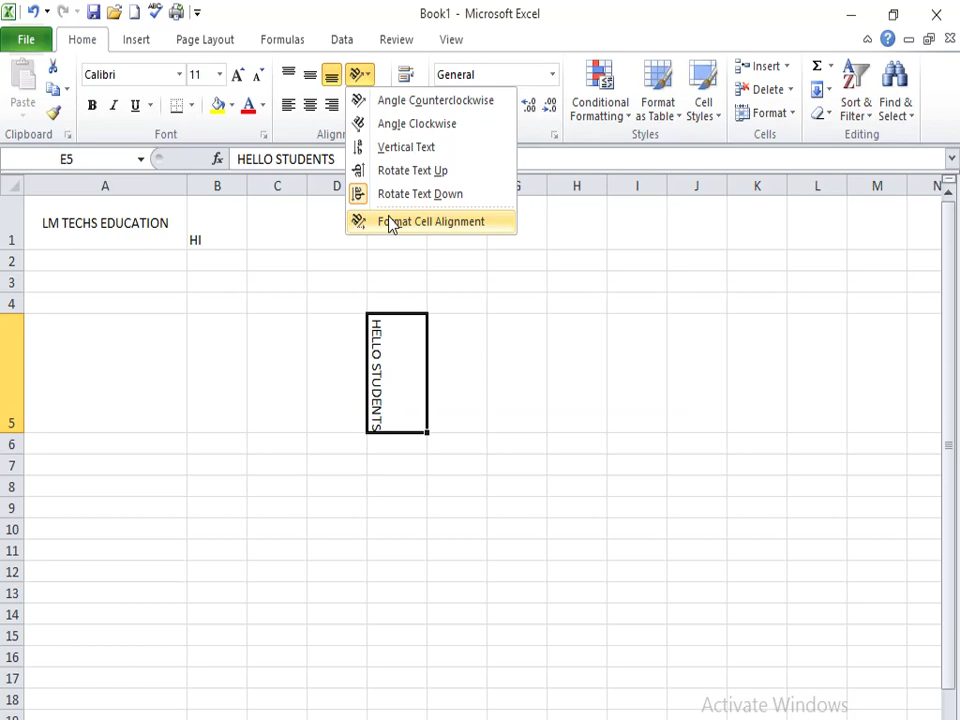 Book1 - Microsoft Excel
File Home Insert Page Layout Formulas Data Review View
Paste
Clipboard
Calibri 11
B I U
Font
General
Conditional Formatting
Format as Table
Cell Styles
Styles
Insert
Delete
Format
Cells
Sort & Filter
Find & Select
Editing
Angle Counterclockwise
Angle Clockwise
Vertical Text
Rotate Text Up
Rotate Text Down
Format Cell Alignment
E5 fx HELLO STUDENTS
A B C D G H I J K L M N
1 LM TECHS EDUCATION HI
2
3
4
5 HELLO STUDENTS
6
7
8
9
10
11
12
13
14
15
16
17
18
Activate Windows